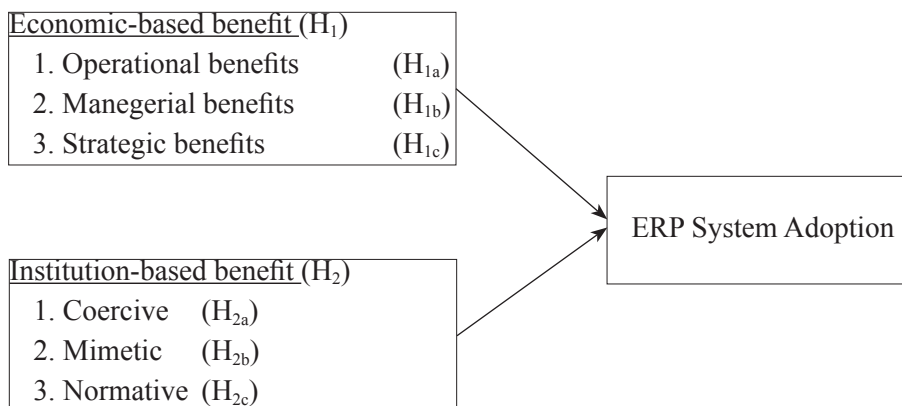 Economic-based benefit (H1)
1. Operational benefits (H1a)
2. Manegerial benefits (H1b)
3. Strategic benefits (H1c)
ERP System Adoption
Institution-based benefit (H2)
1. Coercive (H2a)
2. Mimetic (H2b)
3. Normative (H2c)